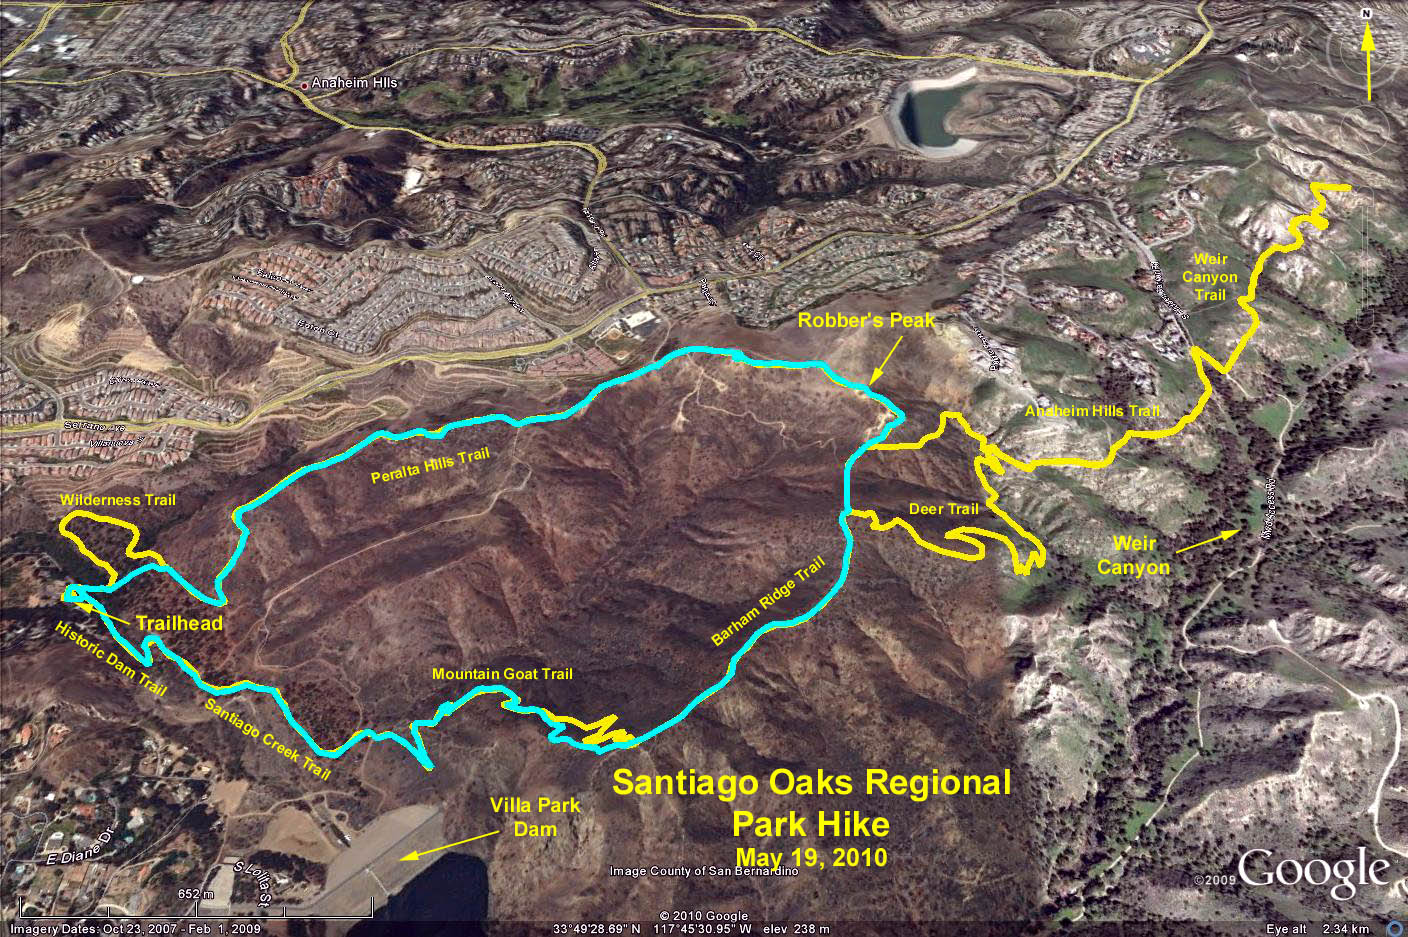 N
Anaheim HIls
Robber's Peak
Weir
Canyon
Trail
Anaheim Hills Trail
Serrano Ave
Peralta Hills Trail
Wilderness Trail
Deer Trail
Weir
Canyon
Barham Ridge Trail
Trailhead
Historic Dam Trail
Mountain Goat Trail
Santiago Creek Trail
Santiago Oaks Regional
Park Hike
May 19, 2010
Villa Park
Dam
E Diane Dr
S Lolita St
Image County of San Bernardino
©2009 Google
652 m
© 2010 Google
Imagery Dates: Oct 23, 2007 - Feb 1, 2009
33°49'28.69" N 117°45'30.95" W elev 238 m
Eye alt 2.34 km